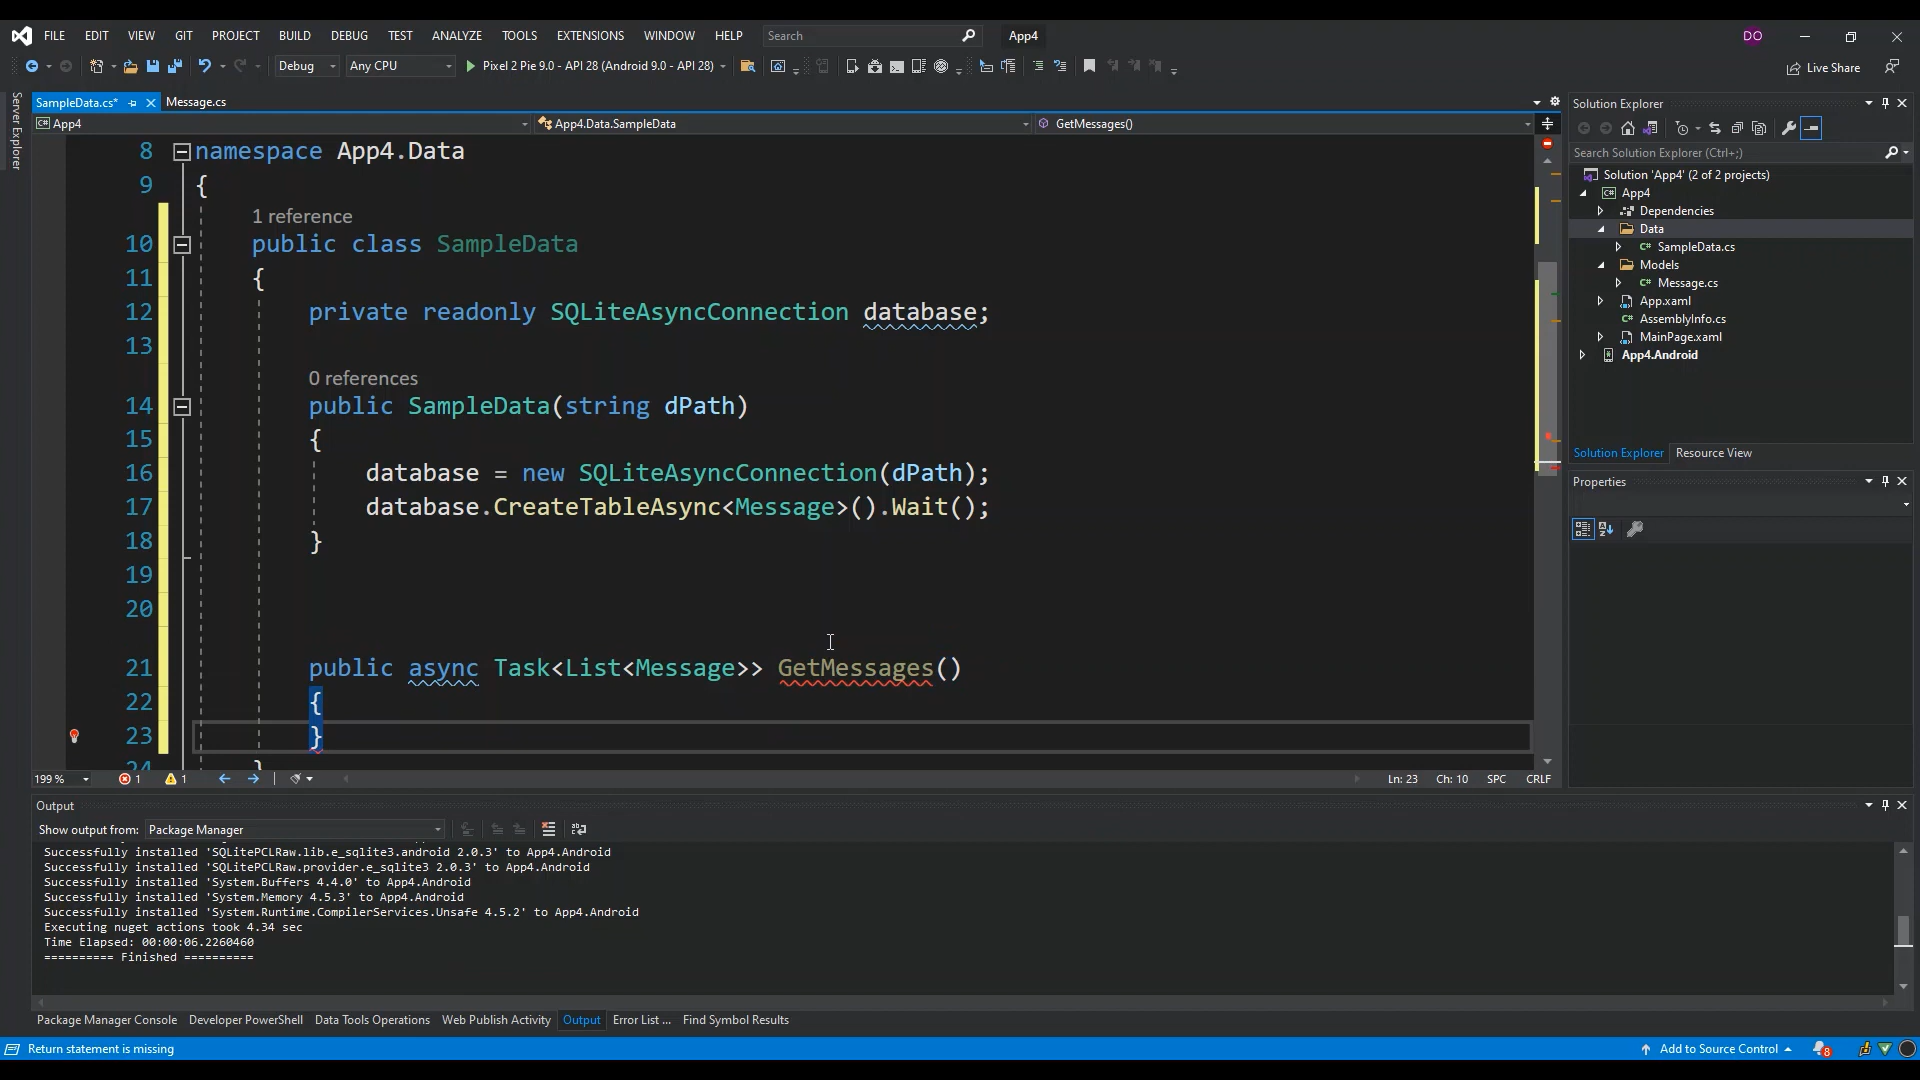 FILE EDIT VIEW GIT PROJECT BUILD DEBUG TEST ANALYZE TOOLS EXTENSIONS WINDOW HELP Search App4 DO
Debug Any CPU Pixel 2 Pie 9.0 - API 28 (Android 9.0 - API 28) Live Share
Server Explorer
SampleData.cs* Message.cs
App4 App4.Data.SampleData GetMessages()
8 namespace App4.Data
9 {
1 reference
10 public class SampleData
11 {
12 private readonly SQLiteAsyncConnection database;
13
0 references
14 public SampleData(string dPath)
15 {
16 database = new SQLiteAsyncConnection(dPath);
17 database.CreateTableAsync<Message>().Wait();
18 }
19
20
21 public async Task<List<Message>> GetMessages()
22 {
23 }
24 }
199 % 1 1 Ln: 23 Ch: 10 SPC CRLF
Solution Explorer
Search Solution Explorer (Ctrl+;)
Solution 'App4' (2 of 2 projects)
C# App4
Dependencies
Data
C# SampleData.cs
Models
C# Message.cs
App.xaml
C# AssemblyInfo.cs
MainPage.xaml
App4.Android
Solution Explorer Resource View
Properties
Output
Show output from: Package Manager
Successfully installed 'SQLitePCLRaw.lib.e_sqlite3.android 2.0.3' to App4.Android
Successfully installed 'SQLitePCLRaw.provider.e_sqlite3 2.0.3' to App4.Android
Successfully installed 'System.Buffers 4.4.0' to App4.Android
Successfully installed 'System.Memory 4.5.3' to App4.Android
Successfully installed 'System.Runtime.CompilerServices.Unsafe 4.5.2' to App4.Android
Executing nuget actions took 4.34 sec
Time Elapsed: 00:00:06.2260460
========== Finished ==========
Package Manager Console Developer PowerShell Data Tools Operations Web Publish Activity Output Error List ... Find Symbol Results
Return statement is missing Add to Source Control 8